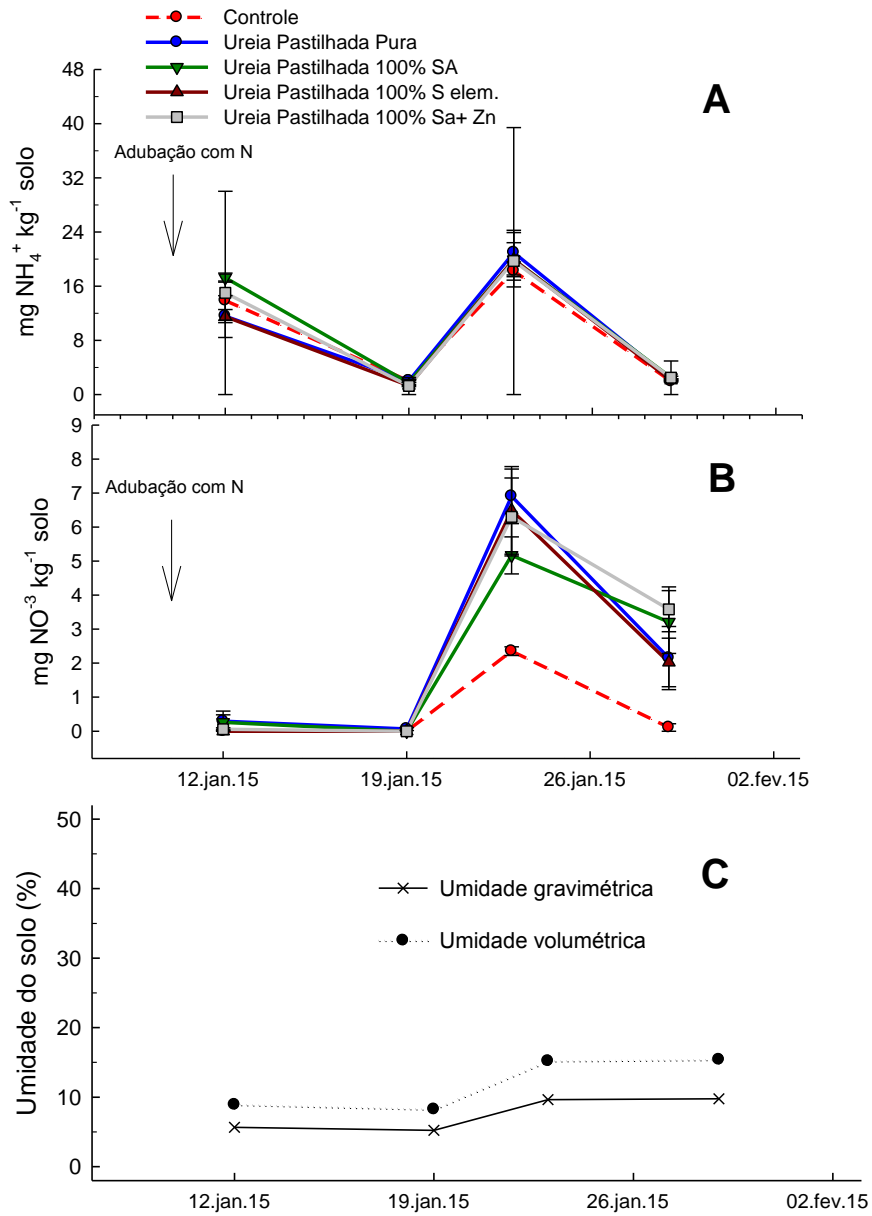 Controle
Ureia Pastilhada Pura
Ureia Pastilhada 100% SA
Ureia Pastilhada 100% S elem.
Ureia Pastilhada 100% Sa+ Zn
A
Adubação com N
mg NH₄⁺ kg⁻¹ solo
48
40
32
24
16
8
0
B
Adubação com N
mg NO⁻³ kg⁻¹ solo
9
8
7
6
5
4
3
2
1
0
12.jan.15 19.jan.15 26.jan.15 02.fev.15
C
Umidade gravimétrica
Umidade volumétrica
Umidade do solo (%)
50
40
30
20
10
0
12.jan.15 19.jan.15 26.jan.15 02.fev.15